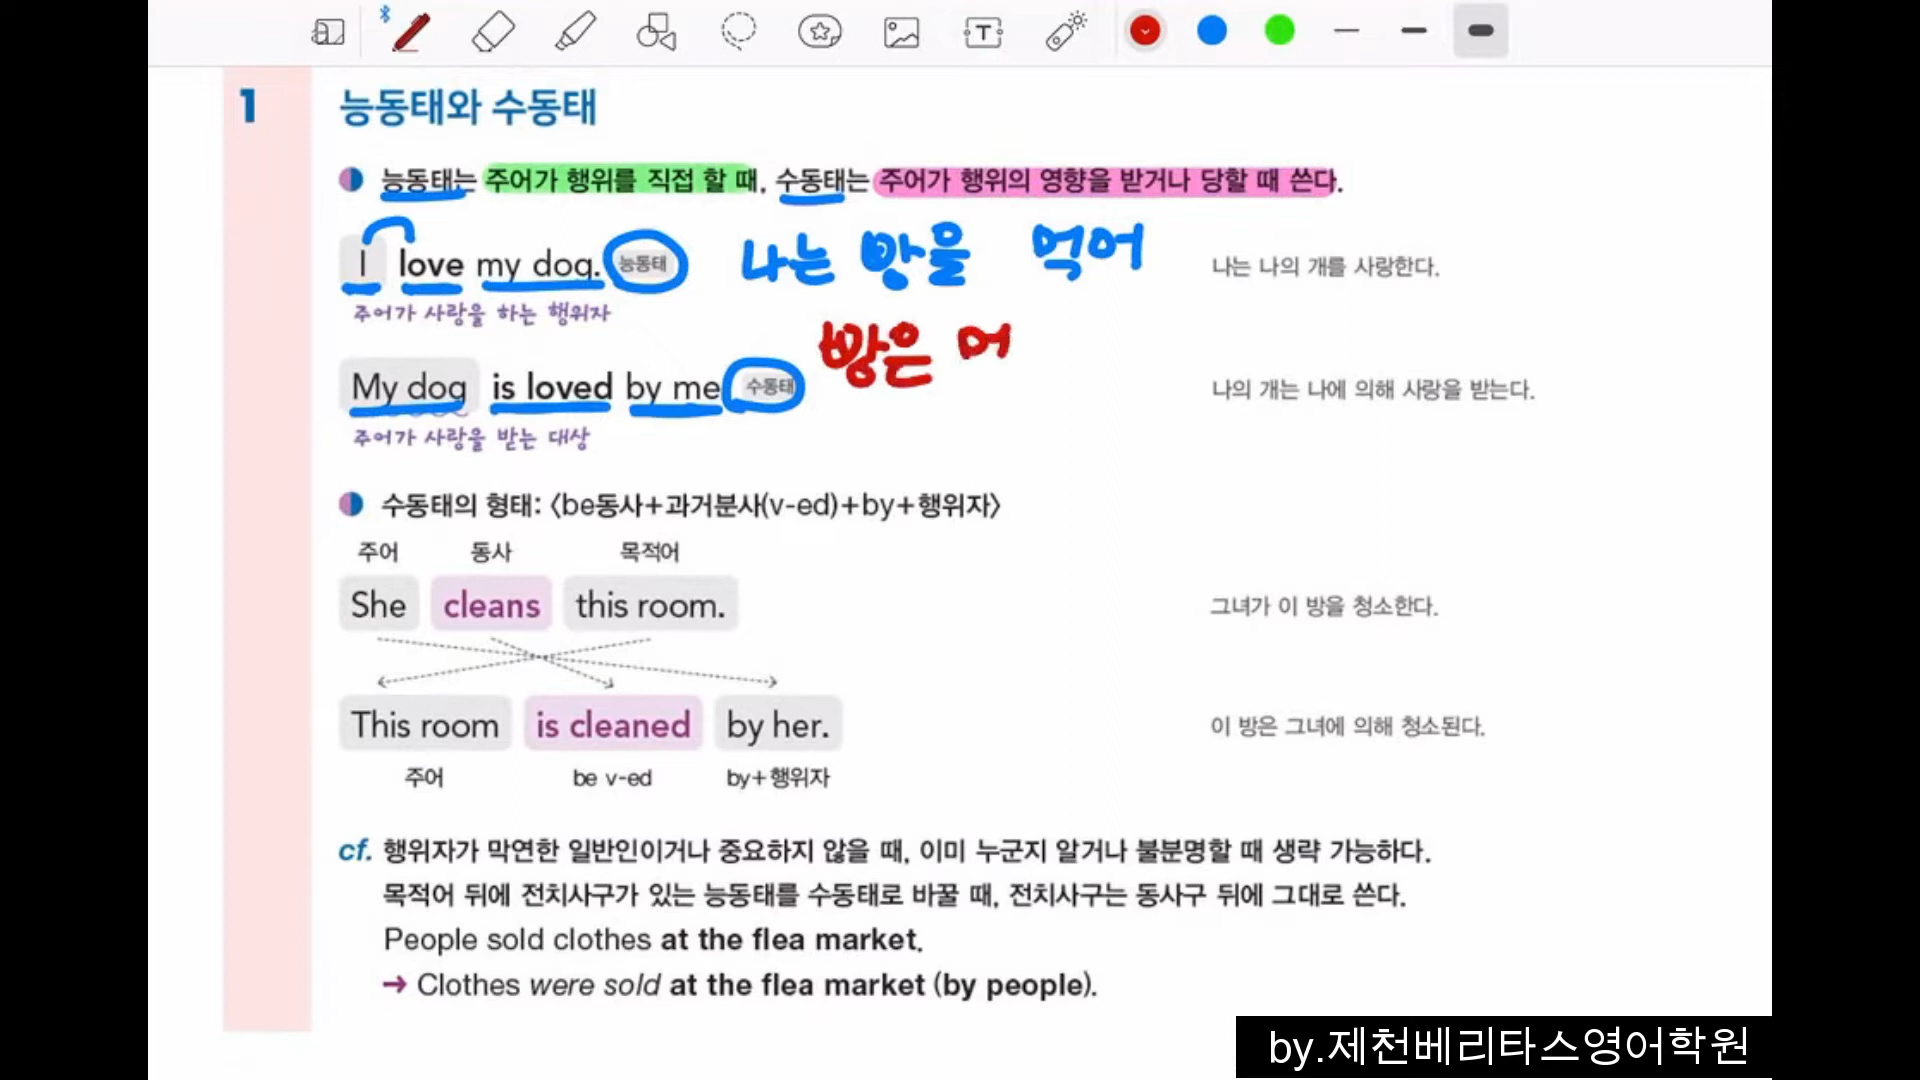 1 능동태와 수동태
능동태는 주어가 행위를 직접 할 때, 수동태는 주어가 행위의 영향을 받거나 당할 때 쓴다.
I love my dog. 능동태 나는 빵을 먹어 나는 나의 개를 사랑한다.
주어가 사랑을 하는 행위자
빵은 머
My dog is loved by me 수동태 나의 개는 나에 의해 사랑을 받는다.
주어가 사랑을 받는 대상
수동태의 형태: 〈be동사+과거분사(v-ed)+by+행위자〉
주어 동사 목적어
She cleans this room. 그녀가 이 방을 청소한다.
This room is cleaned by her. 이 방은 그녀에 의해 청소된다.
주어 be v-ed by+행위자
cf. 행위자가 막연한 일반인이거나 중요하지 않을 때, 이미 누군지 알거나 불분명할 때 생략 가능하다.
목적어 뒤에 전치사구가 있는 능동태를 수동태로 바꿀 때, 전치사구는 동사구 뒤에 그대로 쓴다.
People sold clothes at the flea market.
→ Clothes were sold at the flea market (by people).
by.제천베리타스영어학원